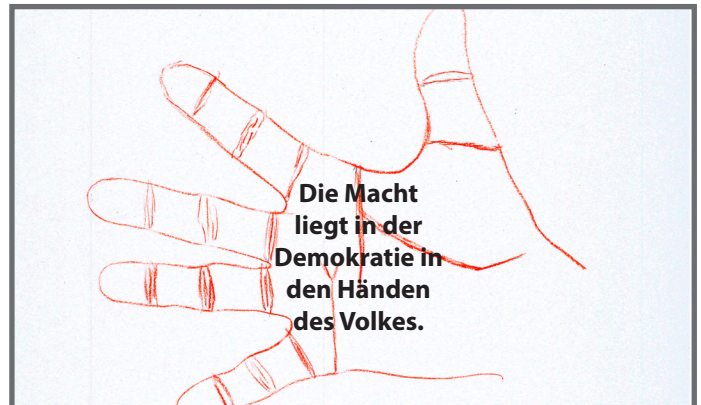 Die Macht
liegt in der
Demokratie in
den Händen
des Volkes.